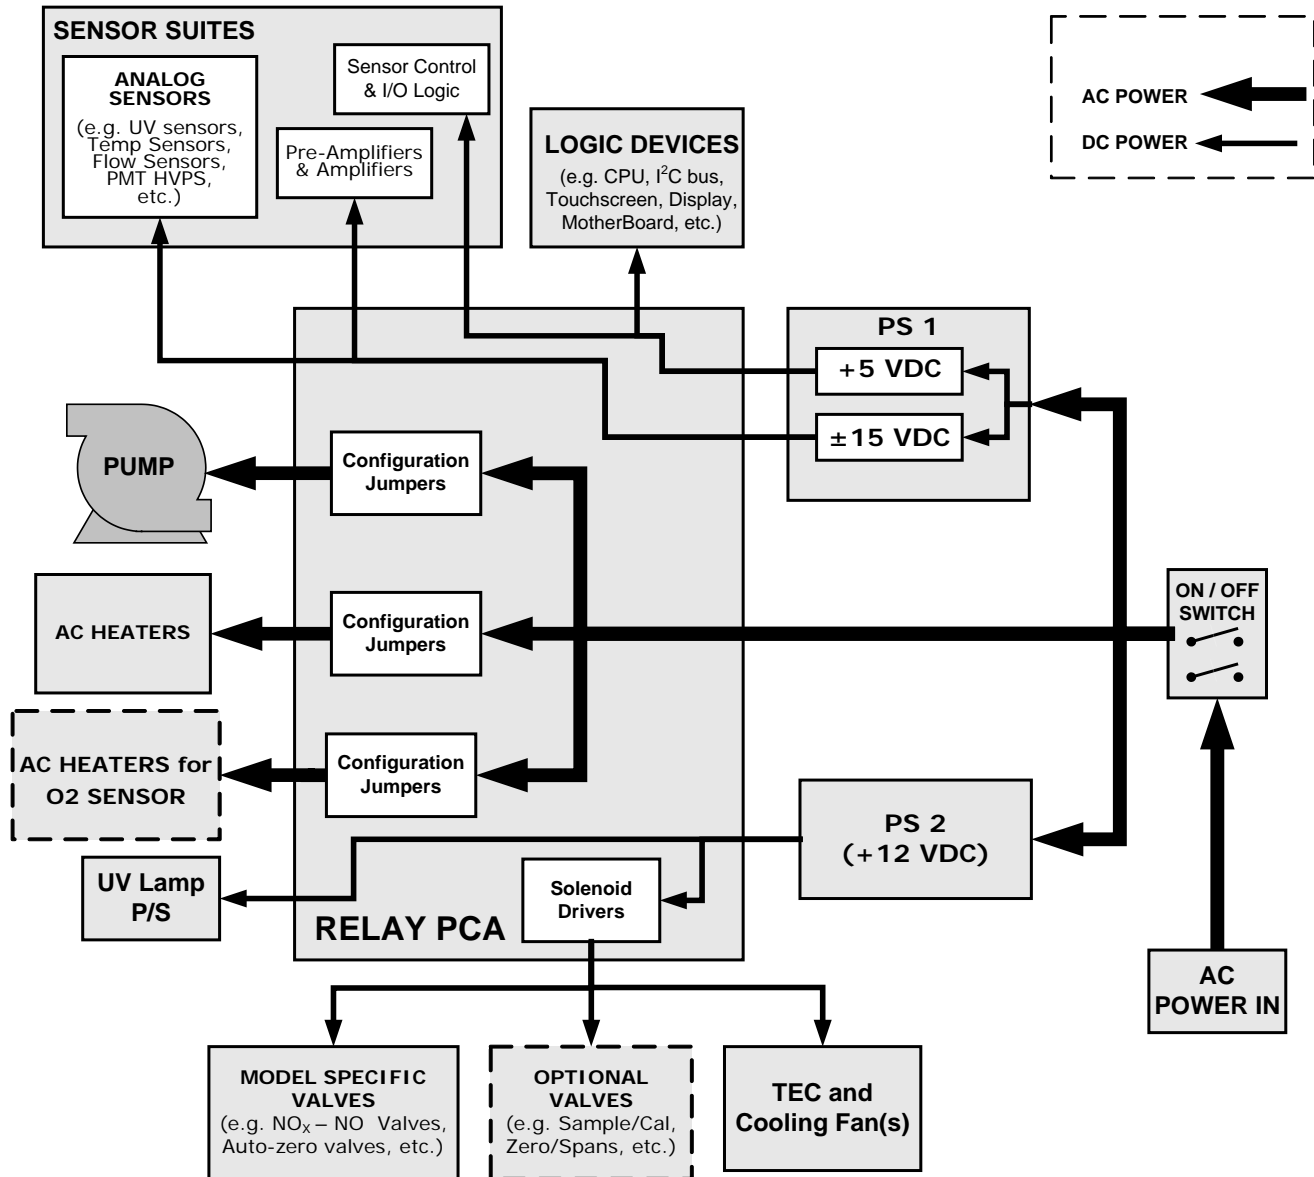 SENSOR SUITES
ANALOG
SENSORS
(e.g. UV sensors,
Temp Sensors,
Flow Sensors,
PMT HVPS,
etc.)
Sensor Control
& I/O Logic
Pre-Amplifiers
& Amplifiers
LOGIC DEVICES
(e.g. CPU, I²C bus,
Touchscreen, Display,
MotherBoard, etc.)
AC POWER
DC POWER
PS 1
+5 VDC
±15 VDC
PUMP
Configuration
Jumpers
AC HEATERS
Configuration
Jumpers
ON / OFF
SWITCH
AC HEATERS for
O2 SENSOR
Configuration
Jumpers
PS 2
(+12 VDC)
UV Lamp
P/S
Solenoid
Drivers
RELAY PCA
AC
POWER IN
MODEL SPECIFIC
VALVES
(e.g. NOₓ – NO Valves,
Auto-zero valves, etc.)
OPTIONAL
VALVES
(e.g. Sample/Cal,
Zero/Spans, etc.)
TEC and
Cooling Fan(s)